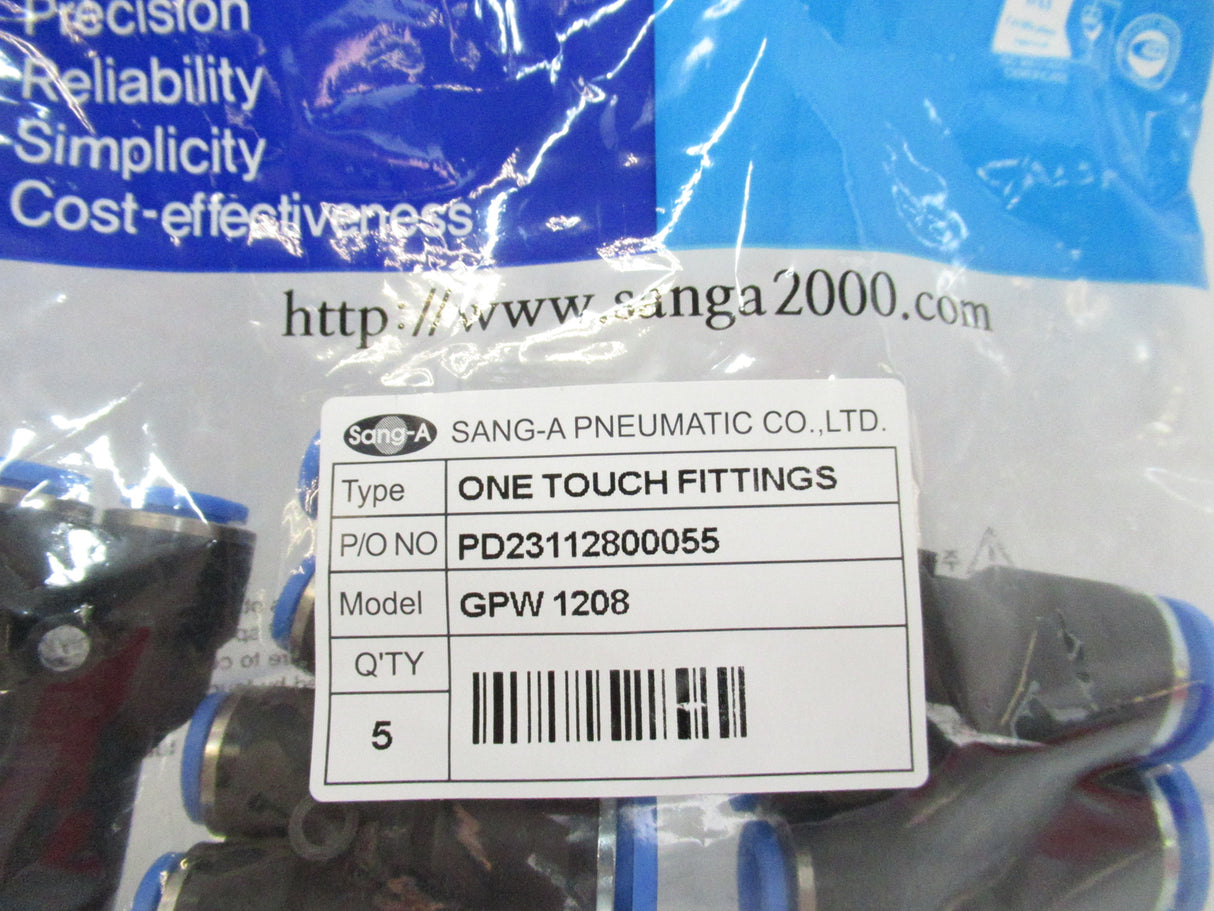 Precision
Reliability
Simplicity
Cost-effectiveness
http://www.sanga2000.com
Sang-A SANG-A PNEUMATIC CO.,LTD.
Type ONE TOUCH FITTINGS
P/O NO PD23112800055
Model GPW 1208
Q'TY
5